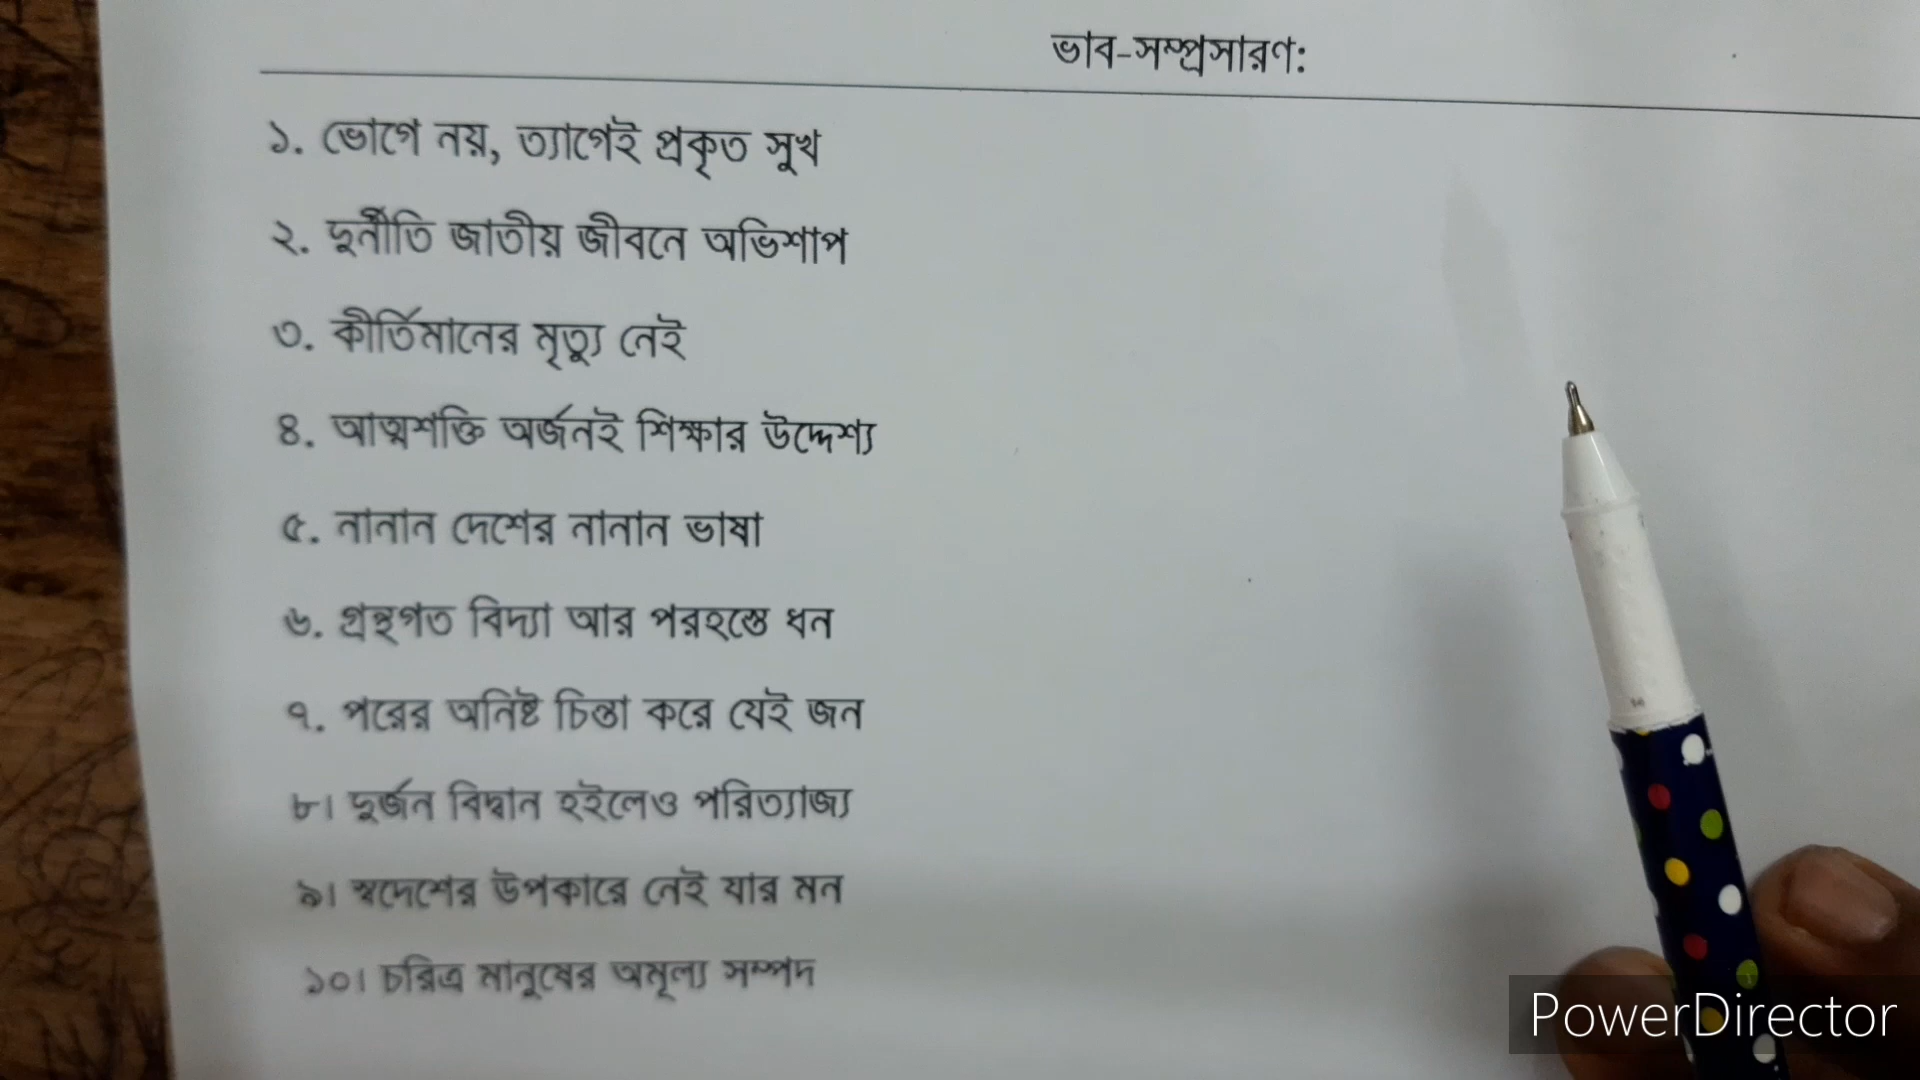 ভাব-সম্প্রসারণ:
১. ভোগে নয়, ত্যাগেই প্রকৃত সুখ
২. দুর্নীতি জাতীয় জীবনে অভিশাপ
৩. কীর্তিমানের মৃত্যু নেই
৪. আত্মশক্তি অর্জনই শিক্ষার উদ্দেশ্য
৫. নানান দেশের নানান ভাষা
৬. গ্রন্থগত বিদ্যা আর পরহস্তে ধন
৭. পরের অনিষ্ট চিন্তা করে যেই জন
৮। দুর্জন বিদ্বান হইলেও পরিত্যাজ্য
৯। স্বদেশের উপকারে নেই যার মন
১০। চরিত্র মানুষের অমূল্য সম্পদ
PowerDirector